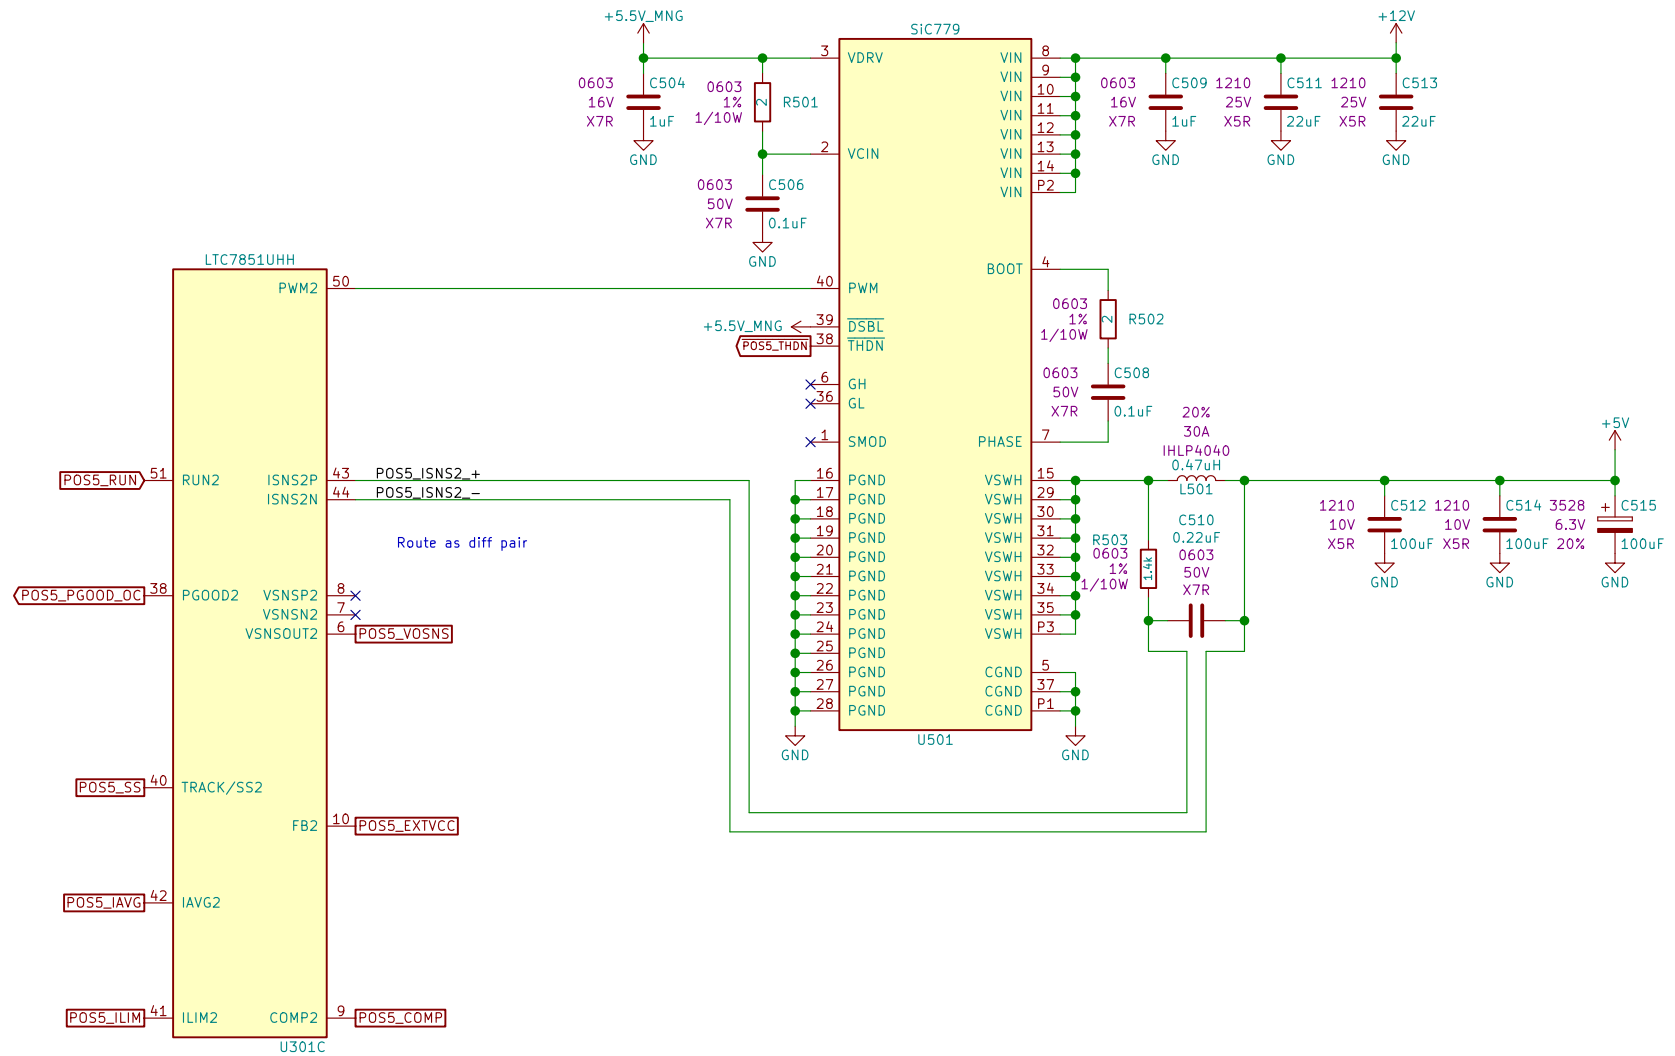 +5.5V_MNG
+12V
SiC779
3 VDRV
VIN 8
VIN 9
VIN 10
VIN 11
VIN 12
VIN 13
VIN 14
VIN P2
0603
16V
X7R
C504
1uF
GND
0603
1%
1/10W
2
R501
2 VCIN
0603
50V
X7R
C506
0.1uF
GND
0603
16V
X7R
C509
1uF
GND
1210
25V
X5R
C511
22uF
GND
1210
25V
X5R
C513
22uF
GND
LTC7851UHH
PWM2 50
40 PWM
+5.5V_MNG
39 DSBL
POS5_THDN
38 THDN
6 GH
36 GL
1 SMOD
BOOT 4
0603
1%
1/10W
2
R502
0603
50V
X7R
C508
0.1uF
PHASE 7
20%
30A
IHLP4040
0.47uH
L501
+5V
POS5_RUN
51 RUN2
ISNS2P 43
POS5_ISNS2_+
ISNS2N 44
POS5_ISNS2_-
Route as diff pair
16 PGND
17 PGND
18 PGND
19 PGND
20 PGND
21 PGND
22 PGND
23 PGND
24 PGND
25 PGND
26 PGND
27 PGND
28 PGND
GND
VSWH 15
VSWH 29
VSWH 30
VSWH 31
VSWH 32
VSWH 33
VSWH 34
VSWH 35
VSWH P3
CGND 5
CGND 37
CGND P1
GND
U501
R503
0603
1%
1/10W
1.4k
C510
0.22uF
0603
50V
X7R
1210
10V
X5R
C512
100uF
GND
1210
10V
X5R
C514
100uF
GND
3528
6.3V
20%
+
C515
100uF
GND
POS5_PGOOD_OC
38 PGOOD2
VSNSP2 8
VSNSN2 7
VSNSOUT2 6
POS5_VOSNS
POS5_SS
40 TRACK/SS2
FB2 10
POS5_EXTVCC
POS5_IAVG
42 IAVG2
POS5_ILIM
41 ILIM2
COMP2 9
POS5_COMP
U301C